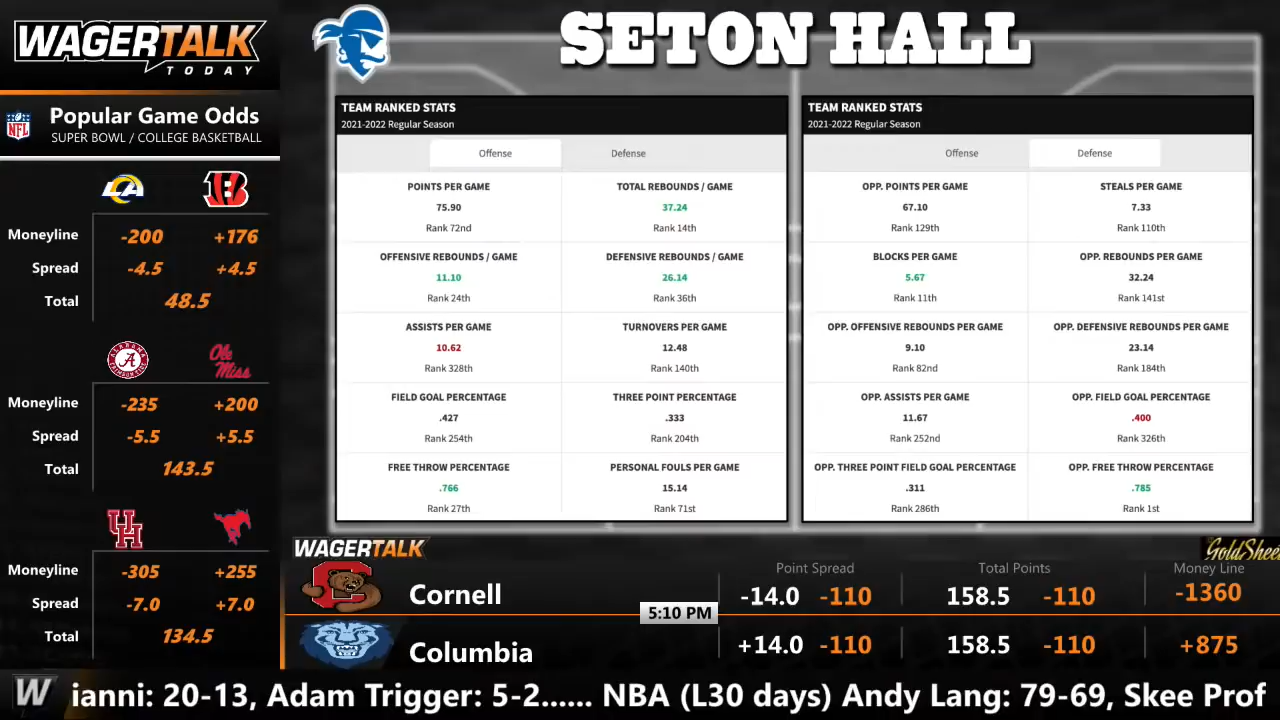 WAGERTALK
TODAY
Popular Game Odds
SUPER BOWL / COLLEGE BASKETBALL
NFL
LA
Moneyline -200 +176
Spread -4.5 +4.5
Total 48.5
A
Ole Miss
Moneyline -235 +200
Spread -5.5 +5.5
Total 143.5
UH
Moneyline -305 +255
Spread -7.0 +7.0
Total 134.5
SETON HALL
TEAM RANKED STATS
2021-2022 Regular Season
Offense Defense
POINTS PER GAME TOTAL REBOUNDS / GAME
75.90 37.24
Rank 72nd Rank 14th
OFFENSIVE REBOUNDS / GAME DEFENSIVE REBOUNDS / GAME
11.10 26.14
Rank 24th Rank 36th
ASSISTS PER GAME TURNOVERS PER GAME
10.62 12.48
Rank 328th Rank 140th
FIELD GOAL PERCENTAGE THREE POINT PERCENTAGE
.427 .333
Rank 254th Rank 204th
FREE THROW PERCENTAGE PERSONAL FOULS PER GAME
.766 15.14
Rank 27th Rank 71st
TEAM RANKED STATS
2021-2022 Regular Season
Offense Defense
OPP. POINTS PER GAME STEALS PER GAME
67.10 7.33
Rank 129th Rank 110th
BLOCKS PER GAME OPP. REBOUNDS PER GAME
5.67 32.24
Rank 11th Rank 141st
OPP. OFFENSIVE REBOUNDS PER GAME OPP. DEFENSIVE REBOUNDS PER GAME
9.10 23.14
Rank 82nd Rank 184th
OPP. ASSISTS PER GAME OPP. FIELD GOAL PERCENTAGE
11.67 .400
Rank 252nd Rank 326th
OPP. THREE POINT FIELD GOAL PERCENTAGE OPP. FREE THROW PERCENTAGE
.311 .785
Rank 286th Rank 1st
WAGERTALK GoldShee
Point Spread Total Points Money Line
Cornell -14.0 -110 158.5 -110 -1360
5:10 PM
Columbia +14.0 -110 158.5 -110 +875
W ianni: 20-13, Adam Trigger: 5-2...... NBA (L30 days) Andy Lang: 79-69, Skee Prof